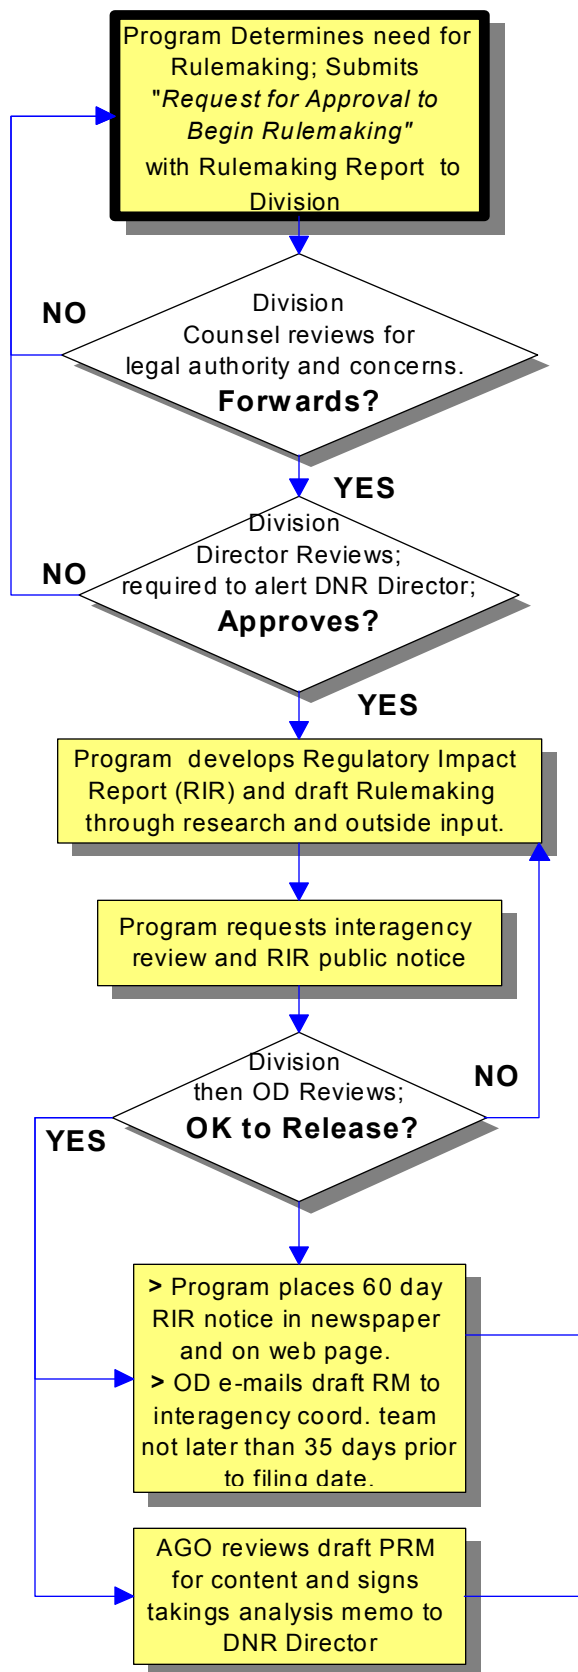 Program Determines need for
Rulemaking; Submits
"Request for Approval to
Begin Rulemaking"
with Rulemaking Report to
Division
NO
Division
Counsel reviews for
legal authority and concerns.
Forwards?
YES
Division
Director Reviews;
required to alert DNR Director;
Approves?
NO
YES
Program develops Regulatory Impact
Report (RIR) and draft Rulemaking
through research and outside input.
Program requests interagency
review and RIR public notice
Division
then OD Reviews;
OK to Release?
NO
YES
> Program places 60 day
RIR notice in newspaper
and on web page.
> OD e-mails draft RM to
interagency coord. team
not later than 35 days prior
to filing date.
AGO reviews draft PRM
for content and signs
takings analysis memo to
DNR Director